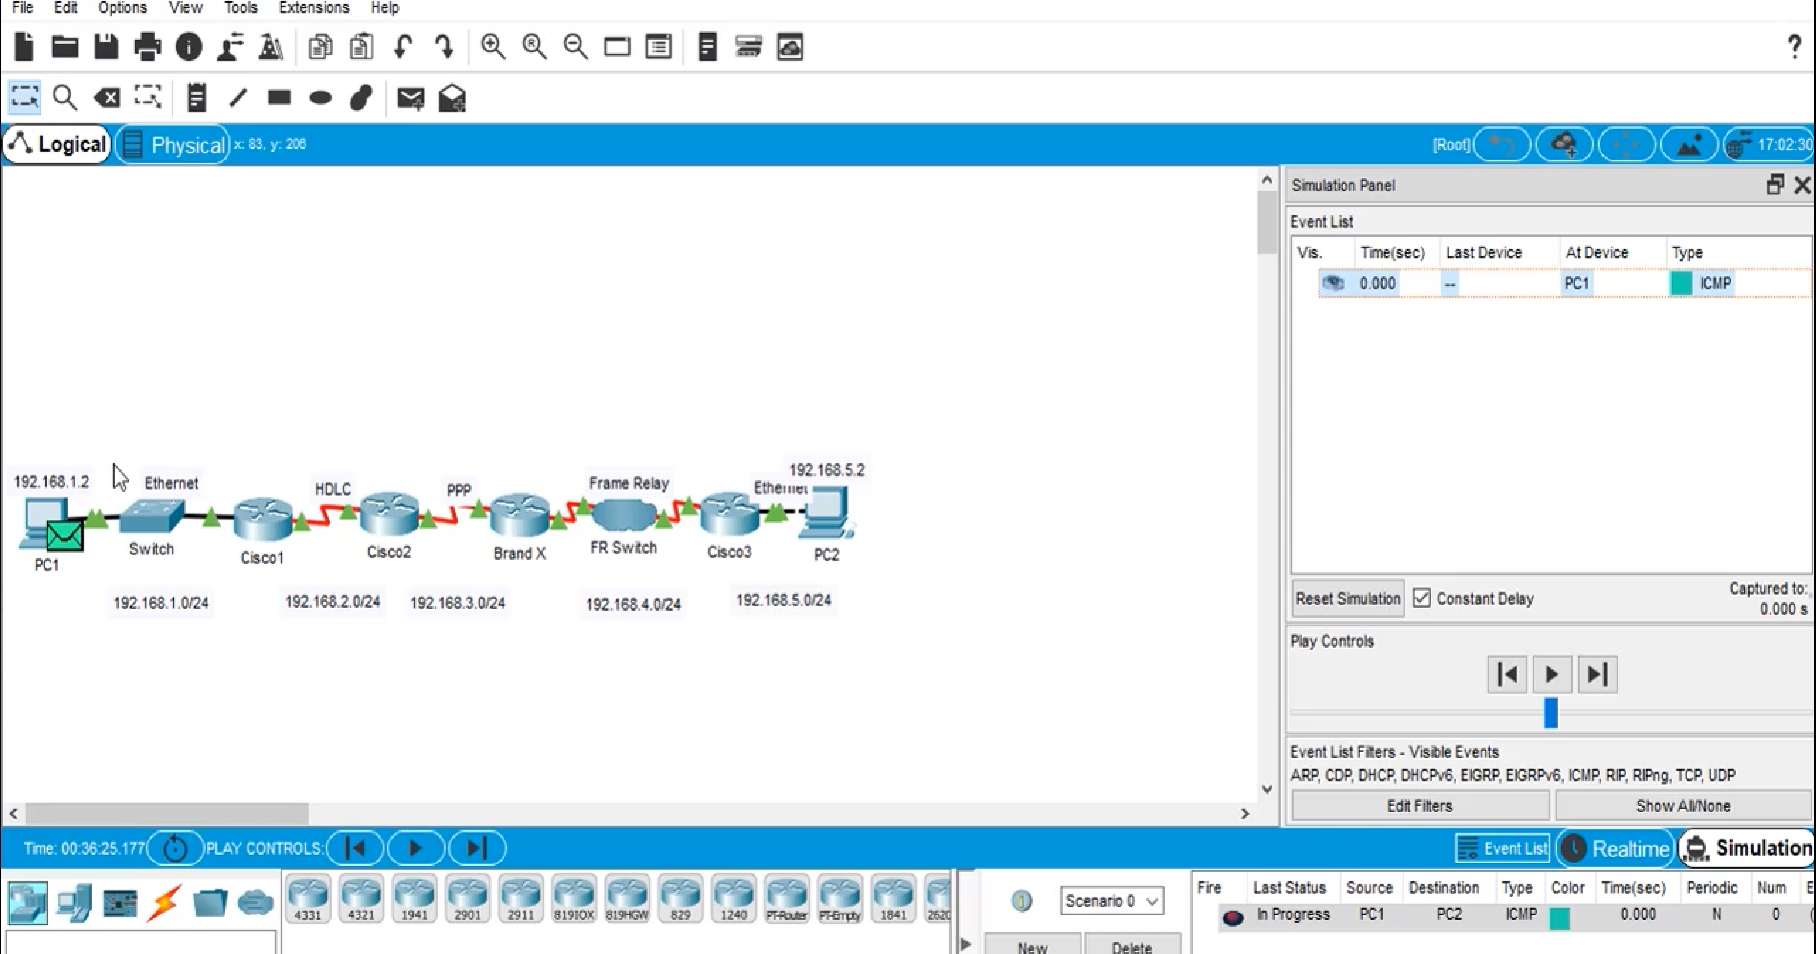 File Edit Options View Tools Extensions Help
?
Logical Physical x: 83, y: 206 [Root] 17:02:30
Simulation Panel
Event List
Vis. Time(sec) Last Device At Device Type
0.000 -- PC1 ICMP
192.168.1.2 Ethernet HDLC PPP Frame Relay Ethernet 192.168.5.2
PC1 Switch Cisco1 Cisco2 Brand X FR Switch Cisco3 PC2
192.168.1.0/24 192.168.2.0/24 192.168.3.0/24 192.168.4.0/24 192.168.5.0/24
Reset Simulation Constant Delay Captured to:
0.000 s
Play Controls
Event List Filters - Visible Events
ARP, CDP, DHCP, DHCPv6, EIGRP, EIGRPv6, ICMP, RIP, RIPng, TCP, UDP
Edit Filters Show All/None
Time: 00:36:25.177 PLAY CONTROLS: Event List Realtime Simulation
4331 4321 1941 2901 2911 819IOX 819HGW 829 1240 PT-Router PT-Empty 1841 2620
Scenario 0
New Delete
Fire Last Status Source Destination Type Color Time(sec) Periodic Num E
In Progress PC1 PC2 ICMP 0.000 N 0 (